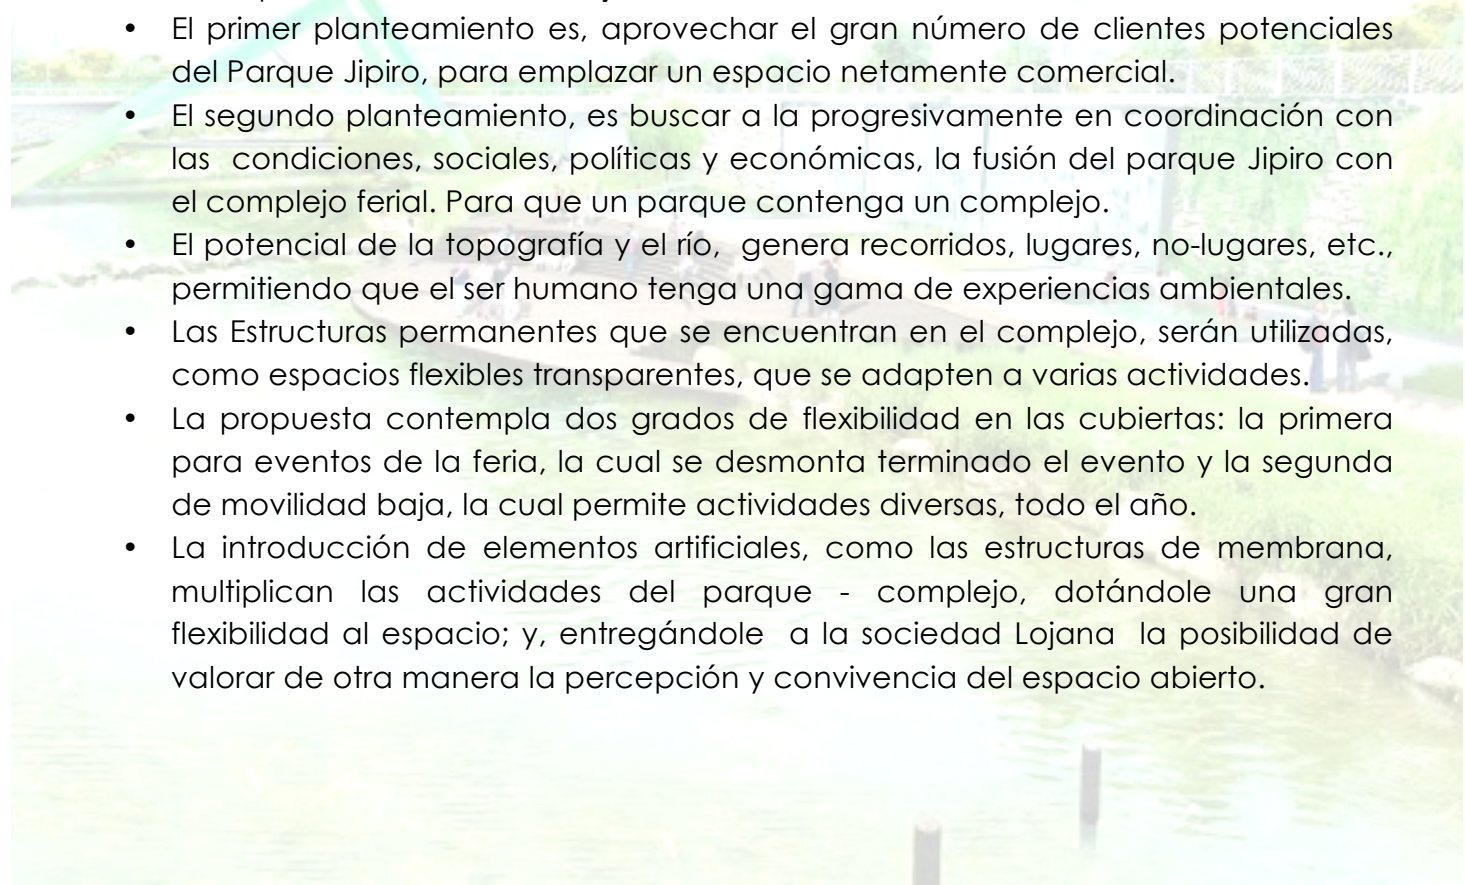 • El primer planteamiento es, aprovechar el gran número de clientes potenciales
del Parque Jipiro, para emplazar un espacio netamente comercial.
• El segundo planteamiento, es buscar a la progresivamente en coordinación con
las condiciones, sociales, políticas y económicas, la fusión del parque Jipiro con
el complejo ferial. Para que un parque contenga un complejo.
• El potencial de la topografía y el río, genera recorridos, lugares, no-lugares, etc.,
permitiendo que el ser humano tenga una gama de experiencias ambientales.
• Las Estructuras permanentes que se encuentran en el complejo, serán utilizadas,
como espacios flexibles transparentes, que se adapten a varias actividades.
• La propuesta contempla dos grados de flexibilidad en las cubiertas: la primera
para eventos de la feria, la cual se desmonta terminado el evento y la segunda
de movilidad baja, la cual permite actividades diversas, todo el año.
• La introducción de elementos artificiales, como las estructuras de membrana,
multiplican las actividades del parque - complejo, dotándole una gran
flexibilidad al espacio; y, entregándole a la sociedad Lojana la posibilidad de
valorar de otra manera la percepción y convivencia del espacio abierto.